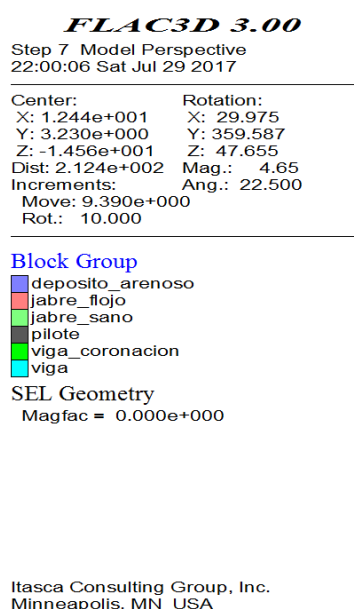 FLAC3D 3.00
Step 7 Model Perspective
22:00:06 Sat Jul 29 2017
Center: Rotation:
X: 1.244e+001 X: 29.975
Y: 3.230e+000 Y: 359.587
Z: -1.456e+001 Z: 47.655
Dist: 2.124e+002 Mag.: 4.65
Increments: Ang.: 22.500
Move: 9.390e+000
Rot.: 10.000
Block Group
deposito_arenoso
jabre_flojo
jabre_sano
pilote
viga_coronacion
viga
SEL Geometry
Magfac = 0.000e+000
Itasca Consulting Group, Inc.
Minneapolis, MN USA